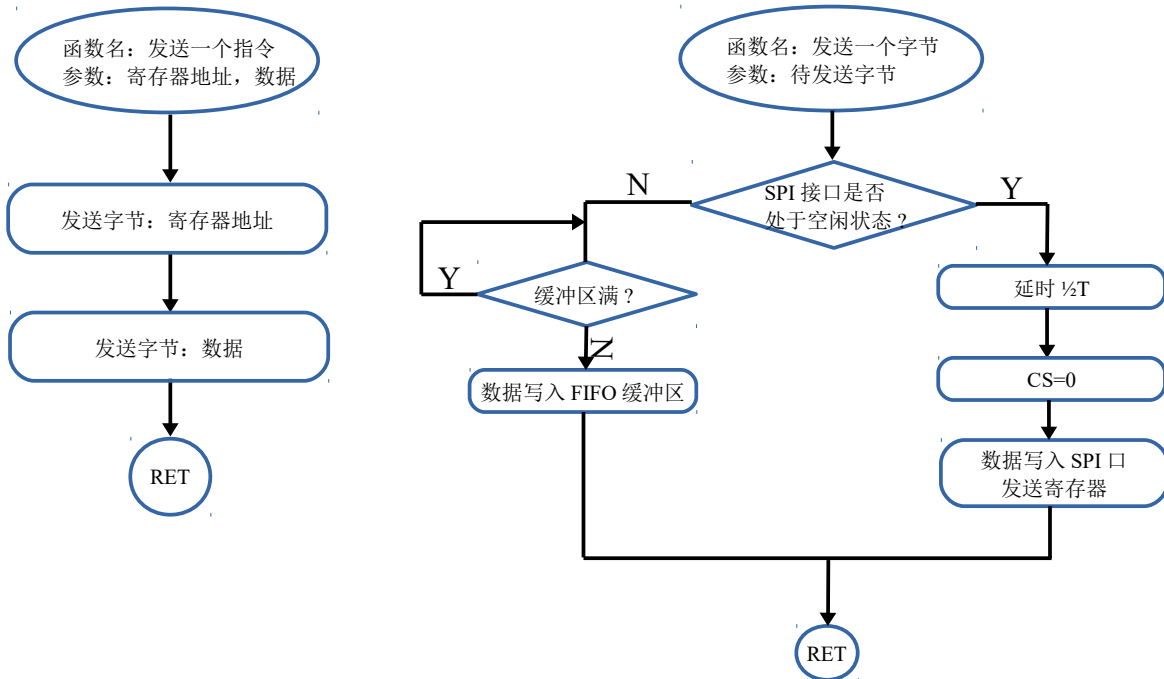 函数名：发送一个指令
参数：寄存器地址，数据
发送字节：寄存器地址
发送字节：数据
RET
函数名：发送一个字节
参数：待发送字节
SPI 接口是否
处于空闲状态？
N
Y
缓冲区满？
Y
N
数据写入 FIFO 缓冲区
延时 ½T
CS=0
数据写入 SPI 口
发送寄存器
RET